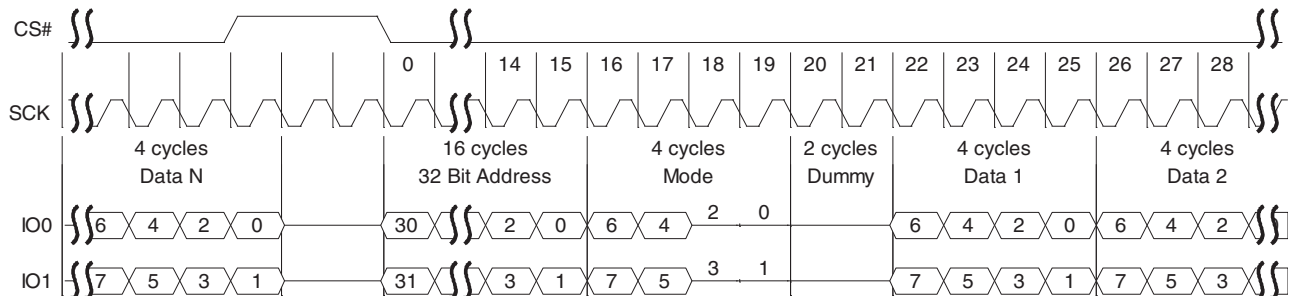 CS#
0 14 15 16 17 18 19 20 21 22 23 24 25 26 27 28
SCK
4 cycles 16 cycles 4 cycles 2 cycles 4 cycles 4 cycles
Data N 32 Bit Address Mode Dummy Data 1 Data 2
IO0 6 4 2 0 30 2 0 6 4 2 0 6 4 2 0 6 4 2
IO1 7 5 3 1 31 3 1 7 5 3 1 7 5 3 1 7 5 3